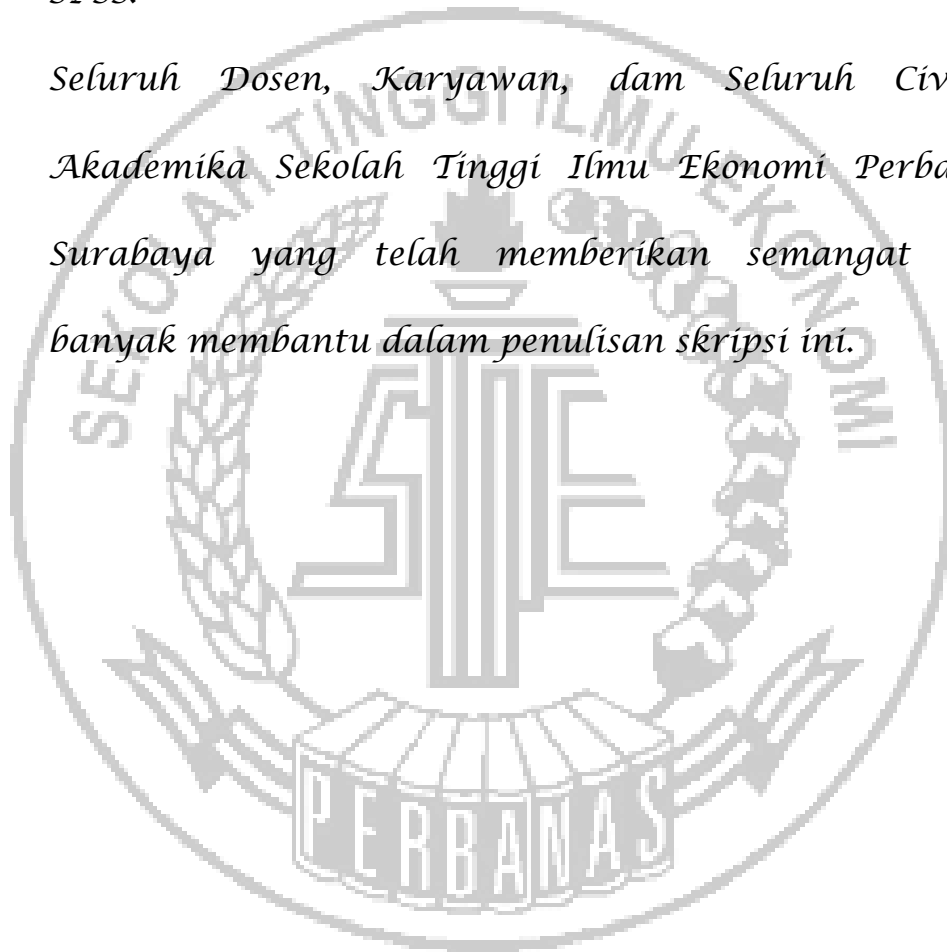 Seluruh Dosen, Karyawan, dam Seluruh Civ
Akademika Sekolah Tinggi Ilmu Ekonomi Perba
Surabaya yang telah memberikan semangat
banyak membantu dalam penulisan skripsi ini.
SEKOLAH TINGGI ILMU EKONOMI
STIE
PERBANAS